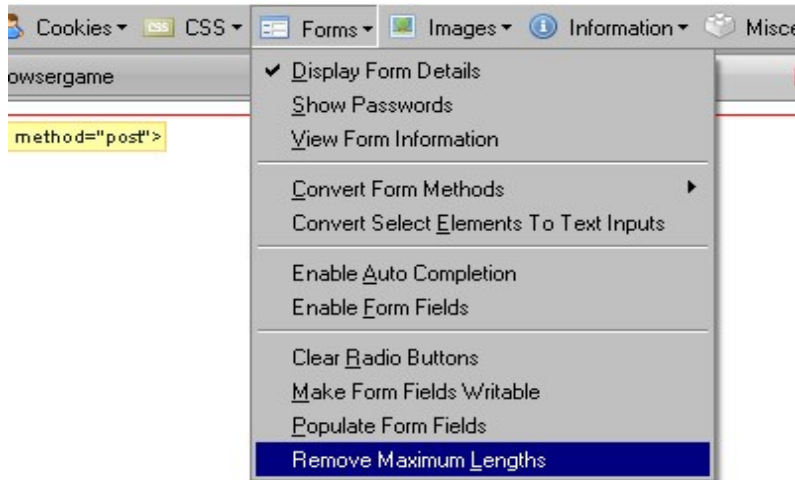 Cookies CSS Forms Images Information Misce
owsergame
method="post">
Display Form Details
Show Passwords
View Form Information
Convert Form Methods
Convert Select Elements To Text Inputs
Enable Auto Completion
Enable Form Fields
Clear Radio Buttons
Make Form Fields Writable
Populate Form Fields
Remove Maximum Lengths